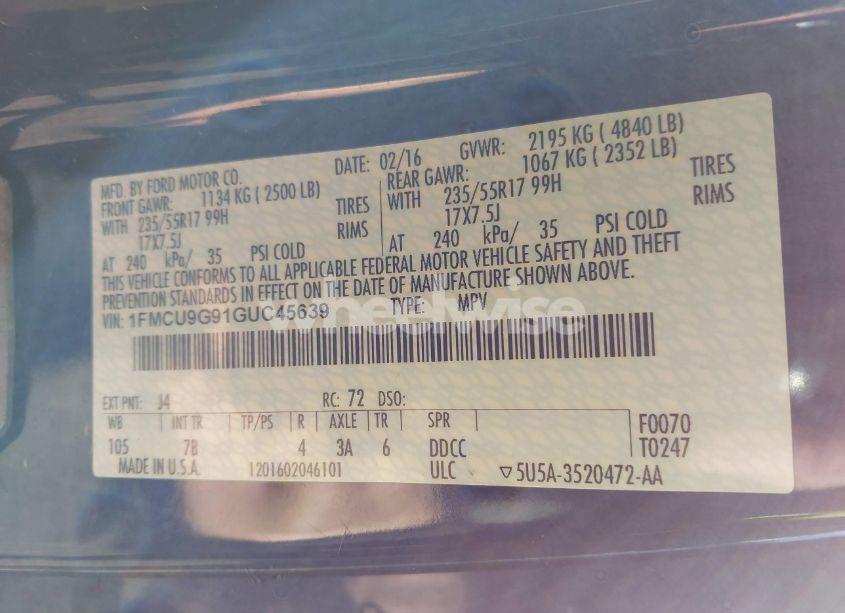 MFD. BY FORD MOTOR CO. DATE: 02/16 GVWR: 2195 KG ( 4840 LB)
FRONT GAWR: 1134 KG ( 2500 LB) REAR GAWR: 1067 KG ( 2352 LB)
WITH 235/55R17 99H TIRES WITH 235/55R17 99H TIRES
17X7.5J RIMS 17X7.5J RIMS
AT 240 kPa/ 35 PSI COLD AT 240 kPa/ 35 PSI COLD
THIS VEHICLE CONFORMS TO ALL APPLICABLE FEDERAL MOTOR VEHICLE SAFETY AND THEFT
PREVENTION STANDARDS IN EFFECT ON THE DATE OF MANUFACTURE SHOWN ABOVE.
VIN: 1FMCU9G91GUC45639 TYPE: MPV
wheelwise
EXT PNT: J4 RC: 72 DSO:
WB INT TR TP/PS R AXLE TR SPR F0070
105 7B 4 3A 6 DDCC T0247
MADE IN U.S.A. 1201602046101 ULC ▽5U5A-3520472-AA